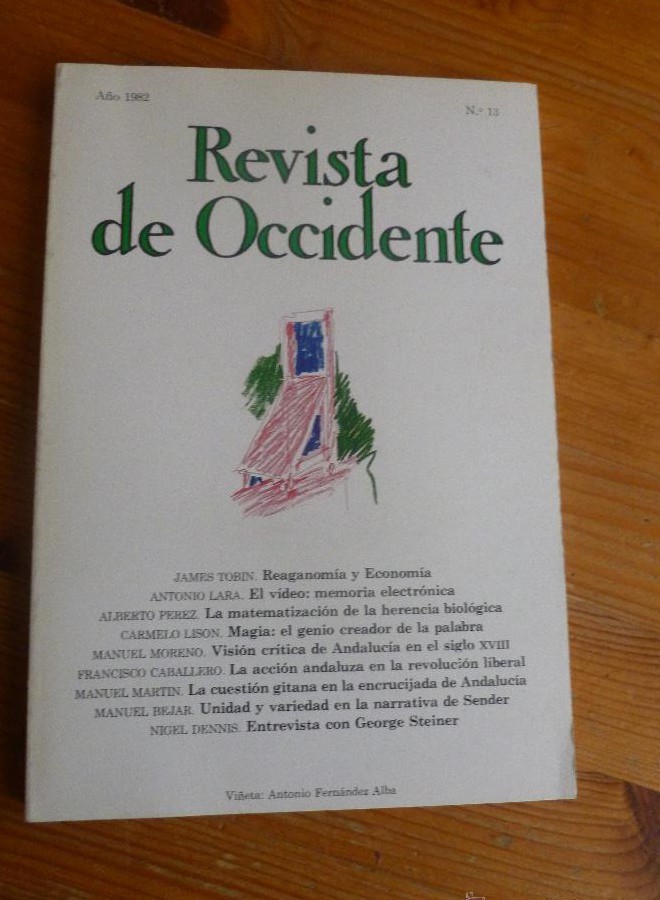 Año 1982
N.º 13
Revista
de Occidente
JAMES TOBIN. Reaganomía y Economía
ANTONIO LARA. El vídeo: memoria electrónica
ALBERTO PEREZ. La matematización de la herencia biológica
CARMELO LISON. Magia: el genio creador de la palabra
MANUEL MORENO. Visión crítica de Andalucía en el siglo XVIII
FRANCISCO CABALLERO. La acción andaluza en la revolución liberal
MANUEL MARTIN. La cuestión gitana en la encrucijada de Andalucía
MANUEL BEJAR. Unidad y variedad en la narrativa de Sender
NIGEL DENNIS. Entrevista con George Steiner
Viñeta: Antonio Fernández Alba